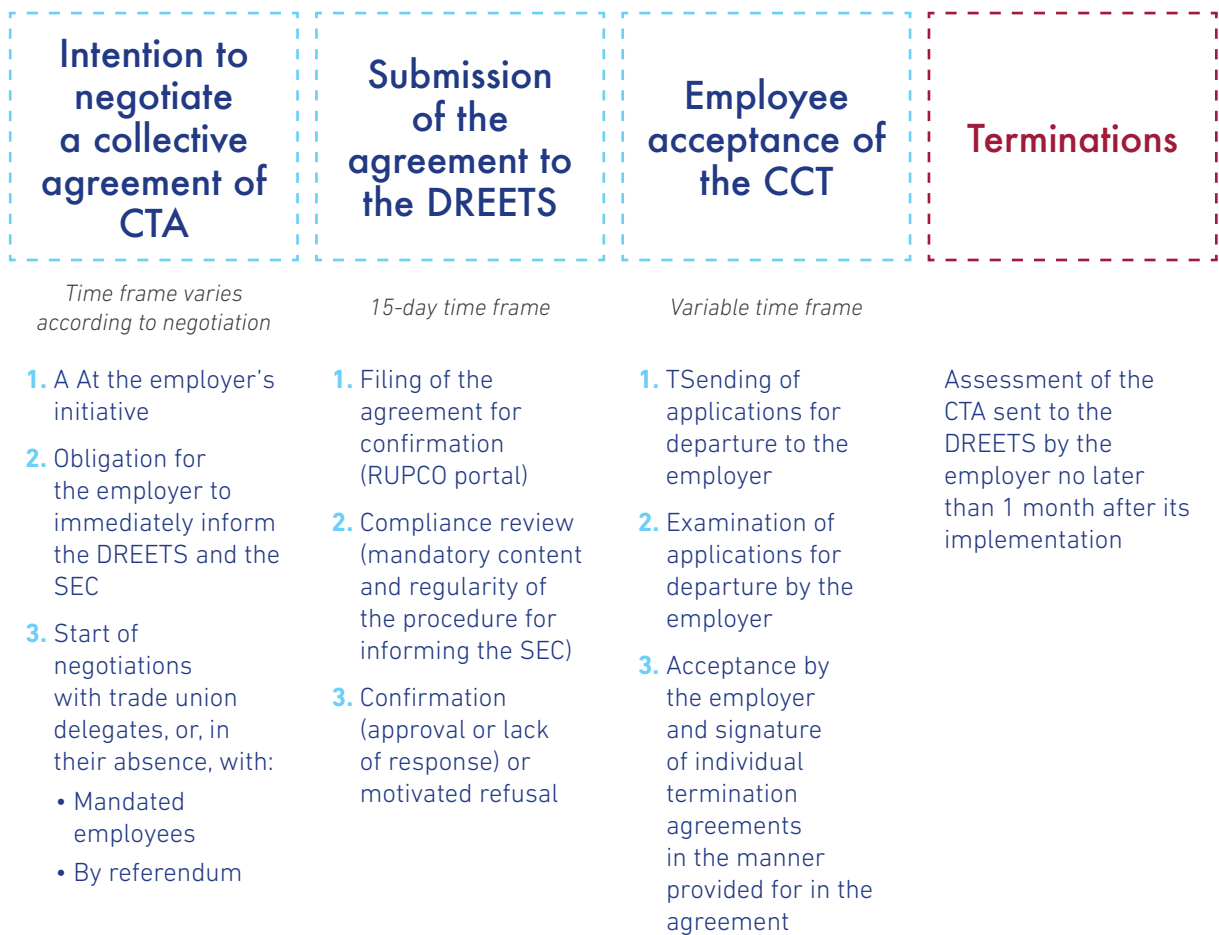 Intention to
negotiate
a collective
agreement of
CTA
Time frame varies
according to negotiation
1. A At the employer's
initiative
2. Obligation for
the employer to
immediately inform
the DREETS and the
SEC
3. Start of
negotiations
with trade union
delegates, or, in
their absence, with:
• Mandated
employees
• By referendum
Submission
of the
agreement to
the DREETS
15-day time frame
1. Filing of the
agreement for
confirmation
(RUPCO portal)
2. Compliance review
(mandatory content
and regularity of
the procedure for
informing the SEC)
3. Confirmation
(approval or lack
of response) or
motivated refusal
Employee
acceptance of
the CCT
Variable time frame
1. TSending of
applications for
departure to the
employer
2. Examination of
applications for
departure by the
employer
3. Acceptance by
the employer
and signature
of individual
termination
agreements
in the manner
provided for in the
agreement
Terminations
Assessment of the
CTA sent to the
DREETS by the
employer no later
than 1 month after its
implementation